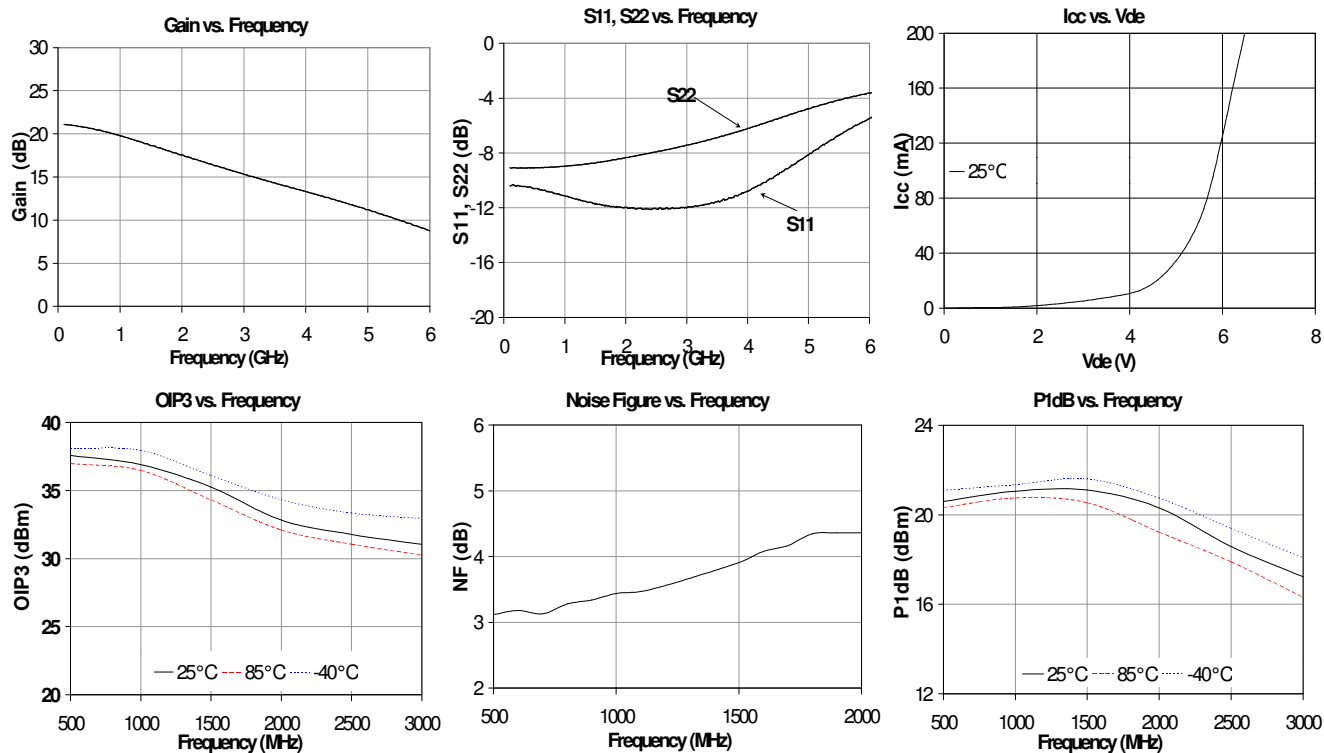 Gain vs. Frequency
30
25
20
15
10
5
0
Gain (dB)
0 1 2 3 4 5 6
Frequency (GHz)
S11, S22 vs. Frequency
0
-4
-8
-12
-16
-20
S11, S22 (dB)
S22
S11
0 1 2 3 4 5 6
Frequency (GHz)
Icc vs. Vde
200
160
120
80
40
0
Icc (mA)
25°C
0 2 4 6 8
Vde (V)
OIP3 vs. Frequency
40
35
30
25
20
OIP3 (dBm)
25°C 85°C -40°C
500 1000 1500 2000 2500 3000
Frequency (MHz)
Noise Figure vs. Frequency
6
5
4
3
2
NF (dB)
500 1000 1500 2000
Frequency (MHz)
P1dB vs. Frequency
24
20
16
12
P1dB (dBm)
25°C 85°C -40°C
500 1000 1500 2000 2500 3000
Frequency (MHz)